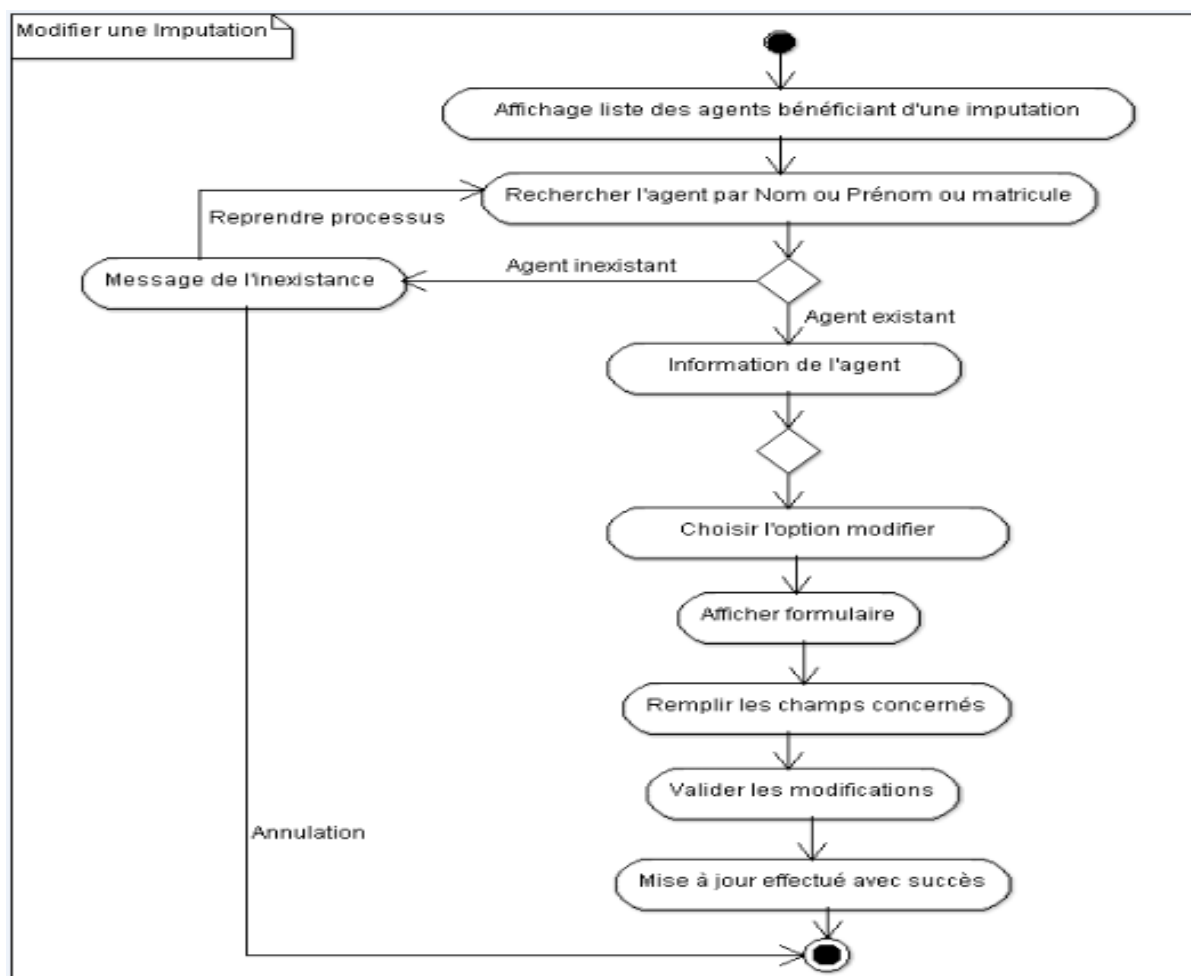 Modifier une Imputation
Affichage liste des agents bénéficiant d'une imputation
Rechercher l'agent par Nom ou Prénom ou matricule
Reprendre processus
Agent inexistant
Message de l'inexistance
Agent existant
Information de l'agent
Choisir l'option modifier
Afficher formulaire
Remplir les champs concernés
Valider les modifications
Annulation
Mise à jour effectué avec succès